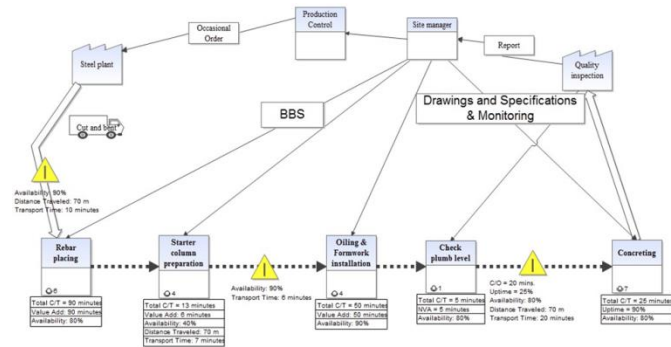 Production
Control
Site manager
Occasional
Order
Report
Steel plant
Quality
inspection
Cut and bent
BBS
Drawings and Specifications
& Monitoring
Availability: 90%
Distance Traveled: 70 m
Transport Time: 10 minutes
Rebar
placing
6
Total C/T = 90 minutes
Value Add: 90 minutes
Availability: 80%
Starter
column
preparation
4
Total C/T = 13 minutes
Value Add: 6 minutes
Availability: 40%
Distance Traveled: 70 m
Transport Time: 7 minutes
I
Availability: 90%
Transport Time: 6 minutes
Oiling &
Formwork
installation
4
Total C/T = 50 minutes
Value Add: 50 minutes
Availability: 90%
Check
plumb level
1
Total C/T = 5 minutes
NVA = 5 minutes
Availability: 80%
I
C/O = 20 mins.
Uptime = 25%
Availability: 80%
Distance Traveled: 70 m
Transport Time: 20 minutes
Concreting
7
Total C/T = 25 minutes
Uptime = 90%
Availability: 80%
I